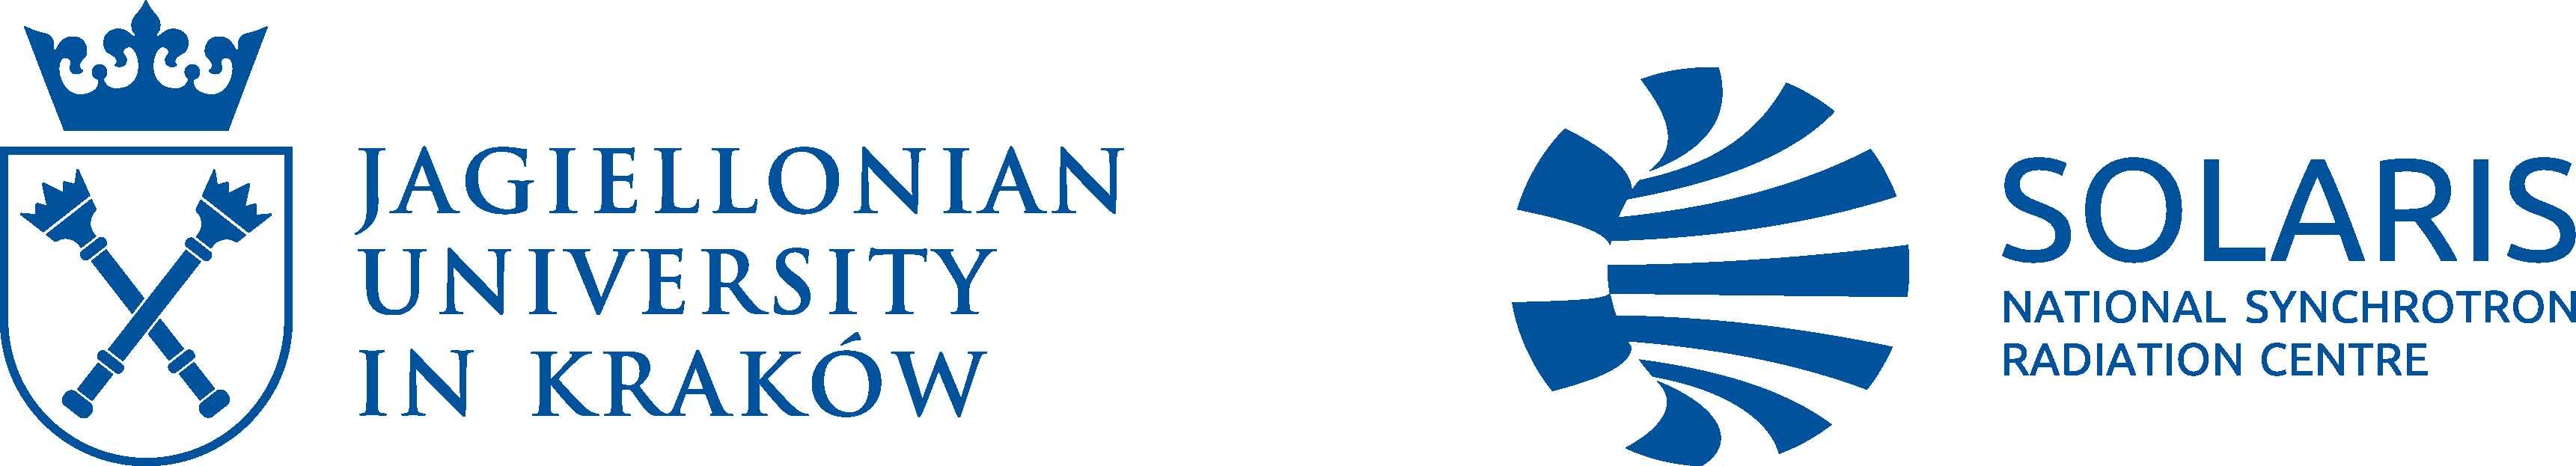 JAGIELLONIAN
UNIVERSITY
IN KRAKÓW
SOLARIS
NATIONAL SYNCHROTRON
RADIATION CENTRE